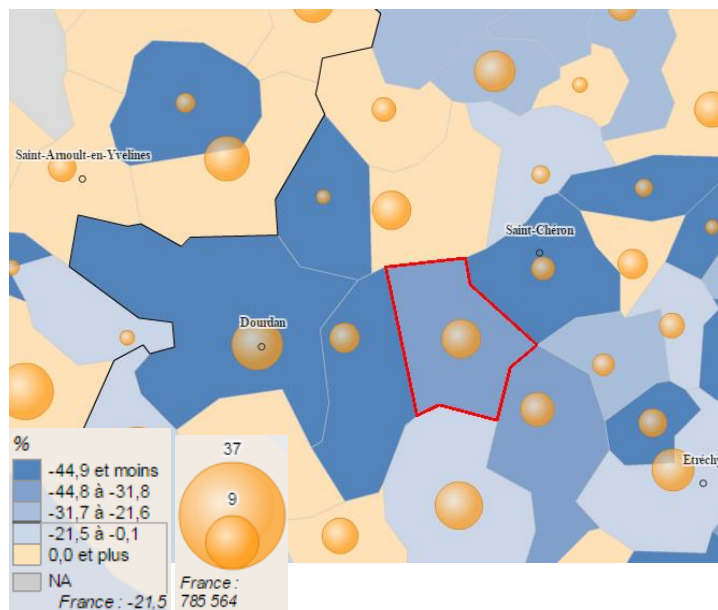 Saint-Arnoult-en-Yvelines
Saint-Chéron
Dourdan
Etréchy
%
-44,9 et moins
-44,8 à -31,8
-31,7 à -21,6
-21,5 à -0,1
0,0 et plus
NA
France : -21,5
37
9
France :
785 564